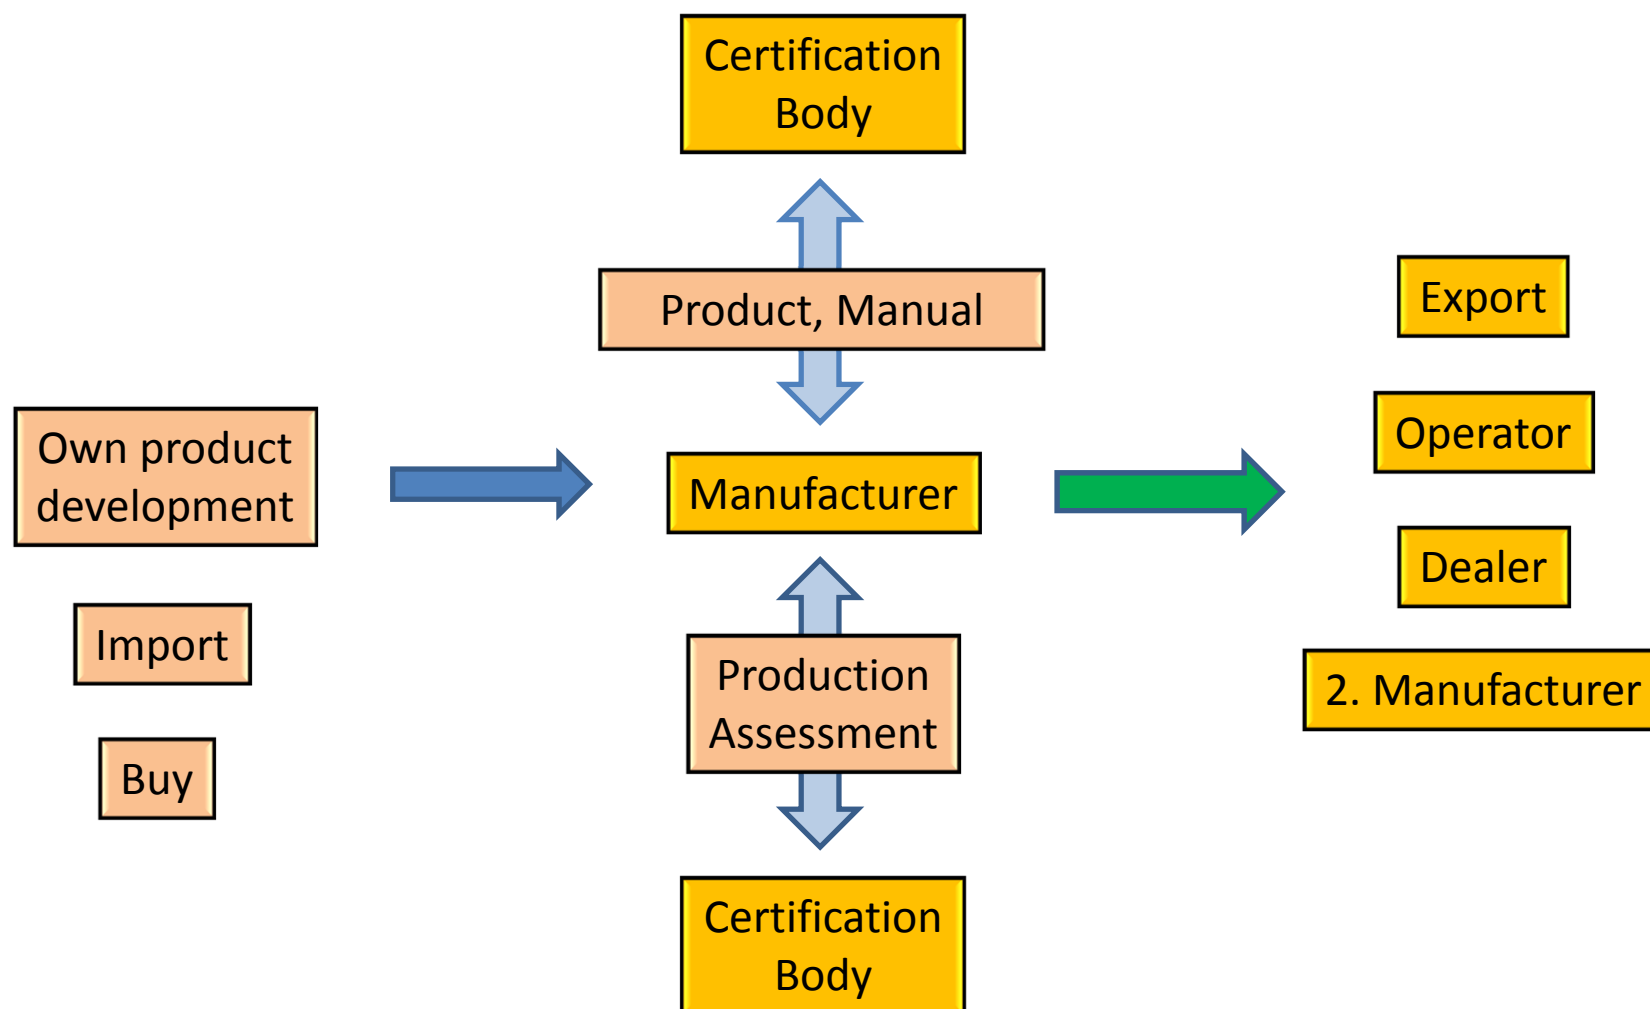 Certification
Body
Product, Manual
Export
Own product
development
Manufacturer
Operator
Dealer
Import
Production
Assessment
2. Manufacturer
Buy
Certification
Body